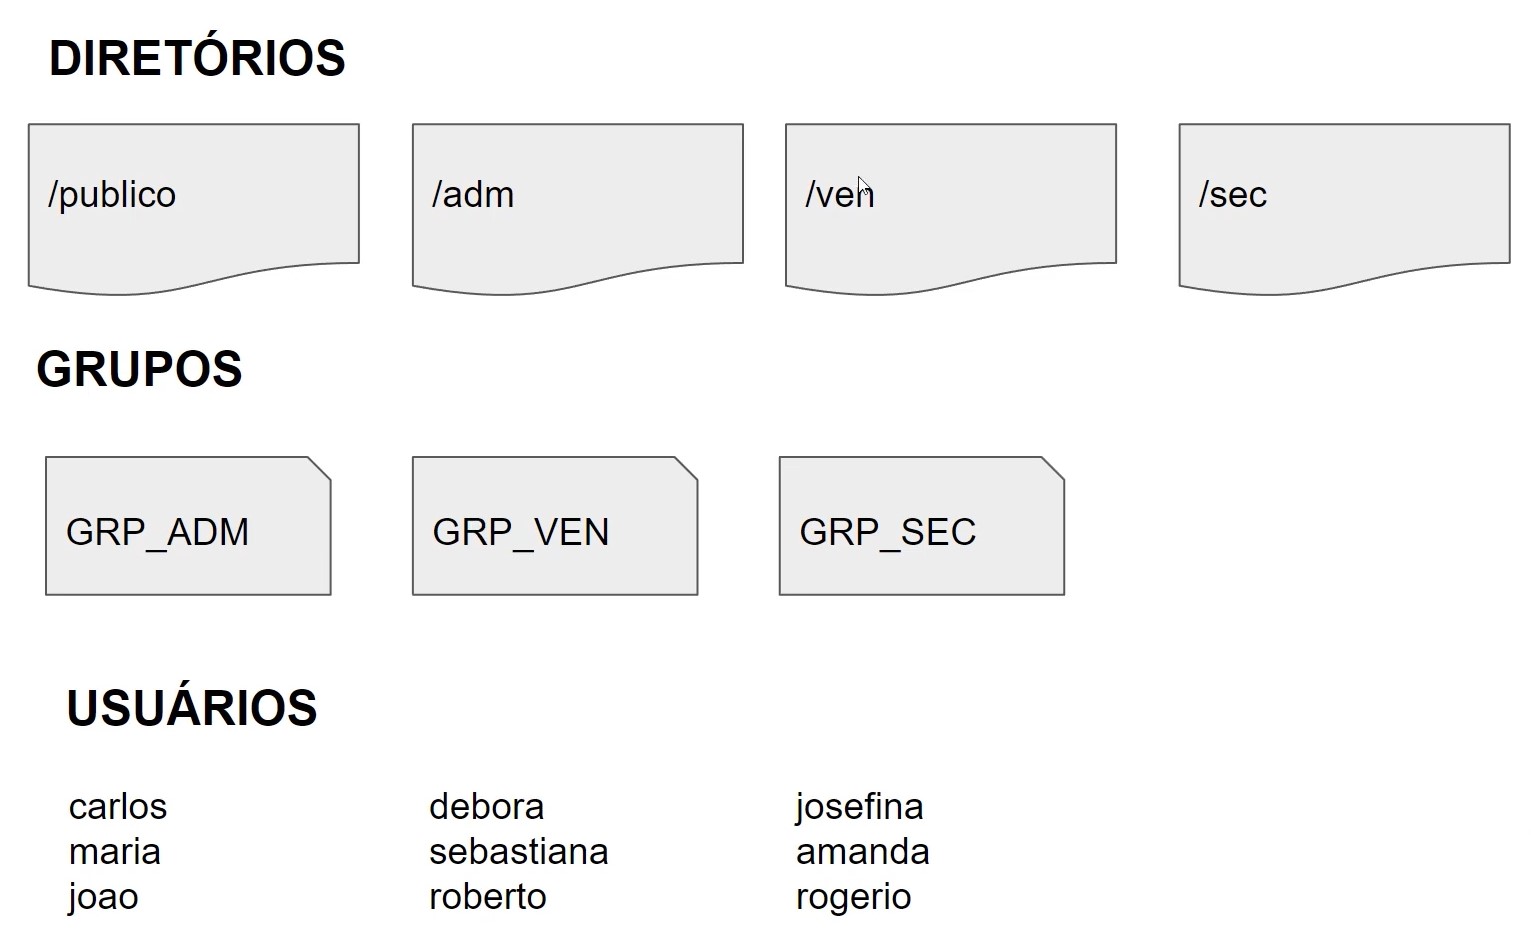 DIRETÓRIOS
/publico
/adm
/ven
/sec
GRUPOS
GRP_ADM
GRP_VEN
GRP_SEC
USUÁRIOS
carlos
maria
joao
debora
sebastiana
roberto
josefina
amanda
rogerio